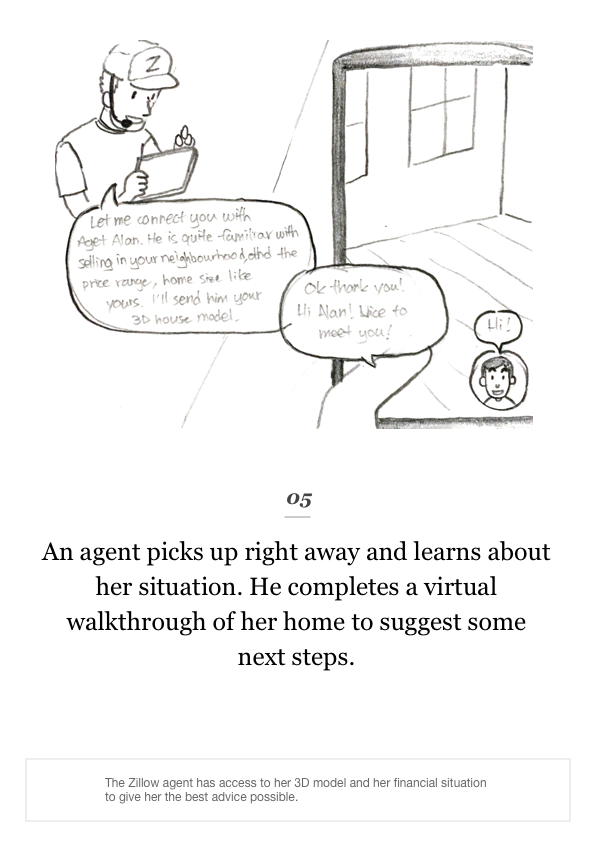 Z
Let me connect you with
Aget Alan. He is quite familiar with
selling in your neighbourhood, and the
price range, home size like
yours. I'll send him your
3D house model.
Ok thank you!
Hi Alan! Nice to
meet you!
Hi!
05
An agent picks up right away and learns about
her situation. He completes a virtual
walkthrough of her home to suggest some
next steps.
The Zillow agent has access to her 3D model and her financial situation
to give her the best advice possible.